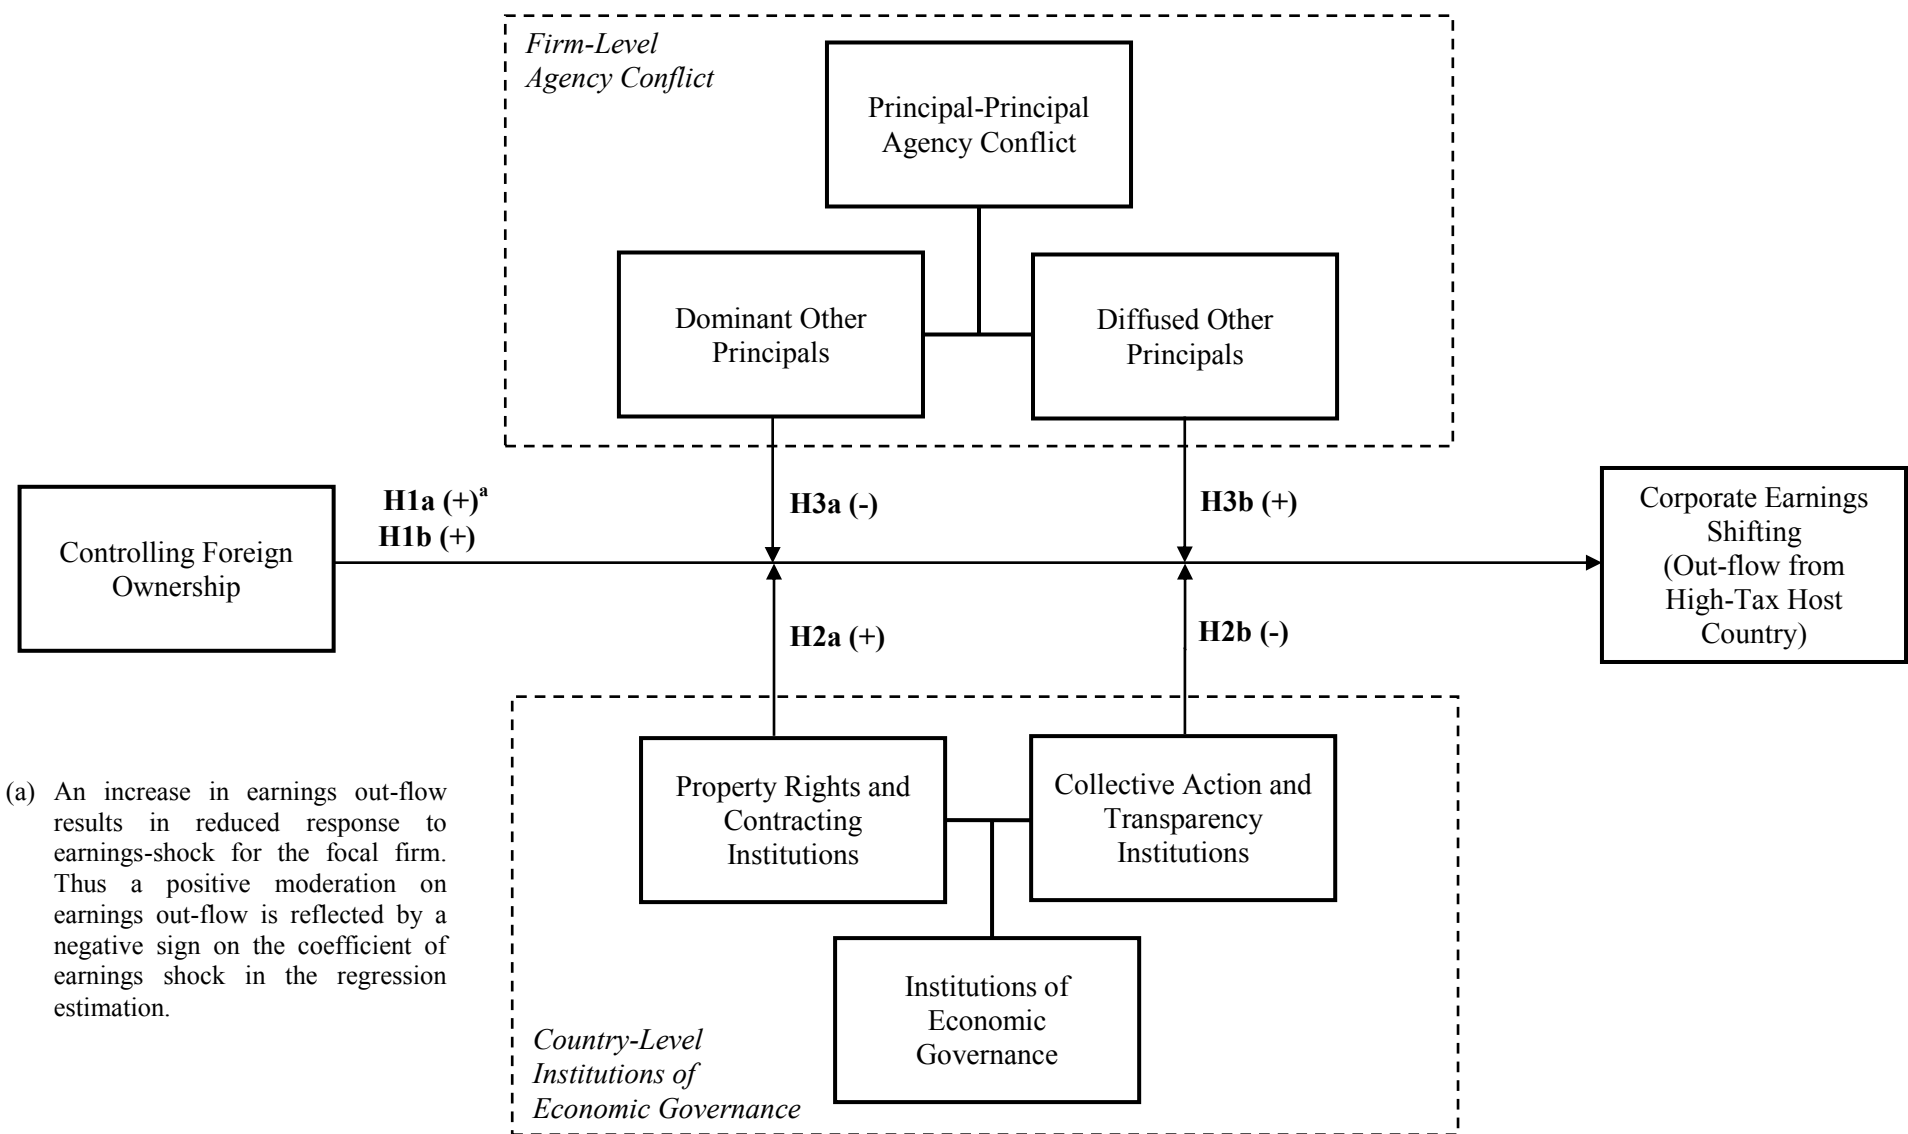 Firm-Level
Agency Conflict
Principal-Principal
Agency Conflict
Dominant Other
Principals
Diffused Other
Principals
Controlling Foreign
Ownership
H1a (+)a
H1b (+)
H3a (-)
H3b (+)
Corporate Earnings
Shifting
(Out-flow from
High-Tax Host
Country)
H2a (+)
H2b (-)
Property Rights and
Contracting
Institutions
Collective Action and
Transparency
Institutions
Institutions of
Economic
Governance
Country-Level
Institutions of
Economic Governance
(a) An increase in earnings out-flow
results in reduced response to
earnings-shock for the focal firm.
Thus a positive moderation on
earnings out-flow is reflected by a
negative sign on the coefficient of
earnings shock in the regression
estimation.